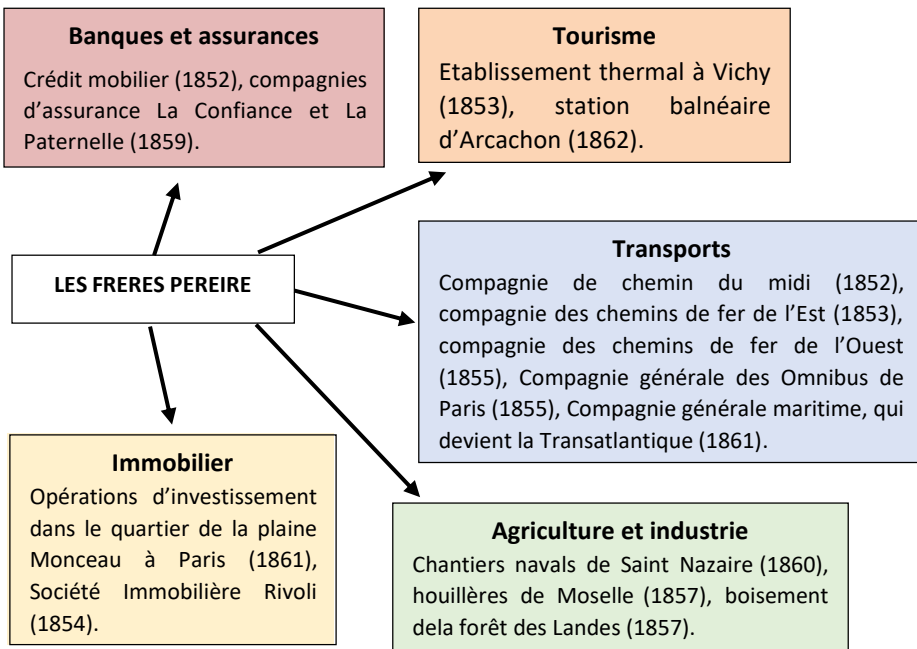 Banques et assurances
Crédit mobilier (1852), compagnies
d’assurance La Confiance et La
Paternelle (1859).
Tourisme
Etablissement thermal à Vichy
(1853), station balnéaire
d’Arcachon (1862).
LES FRERES PEREIRE
Transports
Compagnie de chemin du midi (1852),
compagnie des chemins de fer de l’Est (1853),
compagnie des chemins de fer de l’Ouest
(1855), Compagnie générale des Omnibus de
Paris (1855), Compagnie générale maritime, qui
devient la Transatlantique (1861).
Immobilier
Opérations d’investissement
dans le quartier de la plaine
Monceau à Paris (1861),
Société Immobilière Rivoli
(1854).
Agriculture et industrie
Chantiers navals de Saint Nazaire (1860),
houillères de Moselle (1857), boisement
dela forêt des Landes (1857).